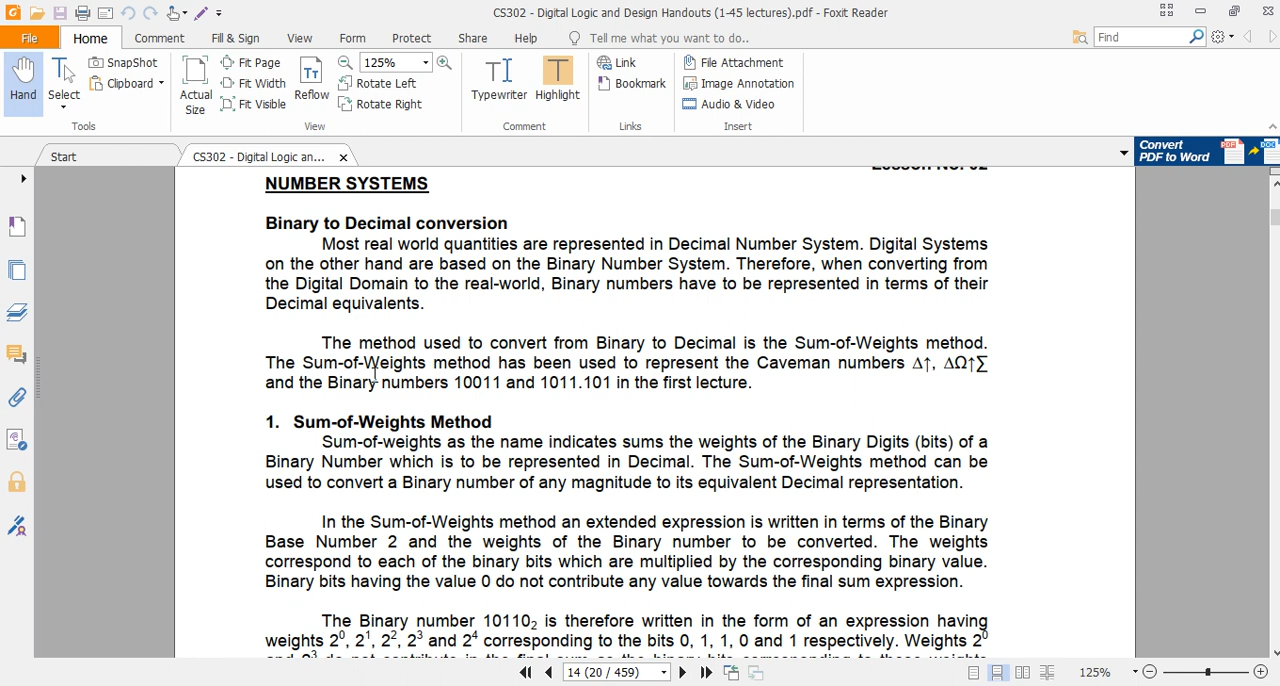 CS302 - Digital Logic and Design Handouts (1-45 lectures).pdf - Foxit Reader
File Home Comment Fill & Sign View Form Protect Share Help Tell me what you want to do.. Find
Hand Select SnapShot Clipboard
Actual Size Fit Page Fit Width Fit Visible Reflow 125% Rotate Left Rotate Right
Typewriter Highlight Link Bookmark File Attachment Image Annotation Audio & Video
Tools View Comment Links Insert
Start CS302 - Digital Logic an... Convert PDF to Word
NUMBER SYSTEMS
Binary to Decimal conversion
Most real world quantities are represented in Decimal Number System. Digital Systems
on the other hand are based on the Binary Number System. Therefore, when converting from
the Digital Domain to the real-world, Binary numbers have to be represented in terms of their
Decimal equivalents.
The method used to convert from Binary to Decimal is the Sum-of-Weights method.
The Sum-of-Weights method has been used to represent the Caveman numbers ∆↑, ∆Ω↑∑
and the Binary numbers 10011 and 1011.101 in the first lecture.
1. Sum-of-Weights Method
Sum-of-weights as the name indicates sums the weights of the Binary Digits (bits) of a
Binary Number which is to be represented in Decimal. The Sum-of-Weights method can be
used to convert a Binary number of any magnitude to its equivalent Decimal representation.
In the Sum-of-Weights method an extended expression is written in terms of the Binary
Base Number 2 and the weights of the Binary number to be converted. The weights
correspond to each of the binary bits which are multiplied by the corresponding binary value.
Binary bits having the value 0 do not contribute any value towards the final sum expression.
The Binary number 10110₂ is therefore written in the form of an expression having
weights 2⁰, 2¹, 2², 2³ and 2⁴ corresponding to the bits 0, 1, 1, 0 and 1 respectively. Weights 2⁰
14 (20 / 459) 125%